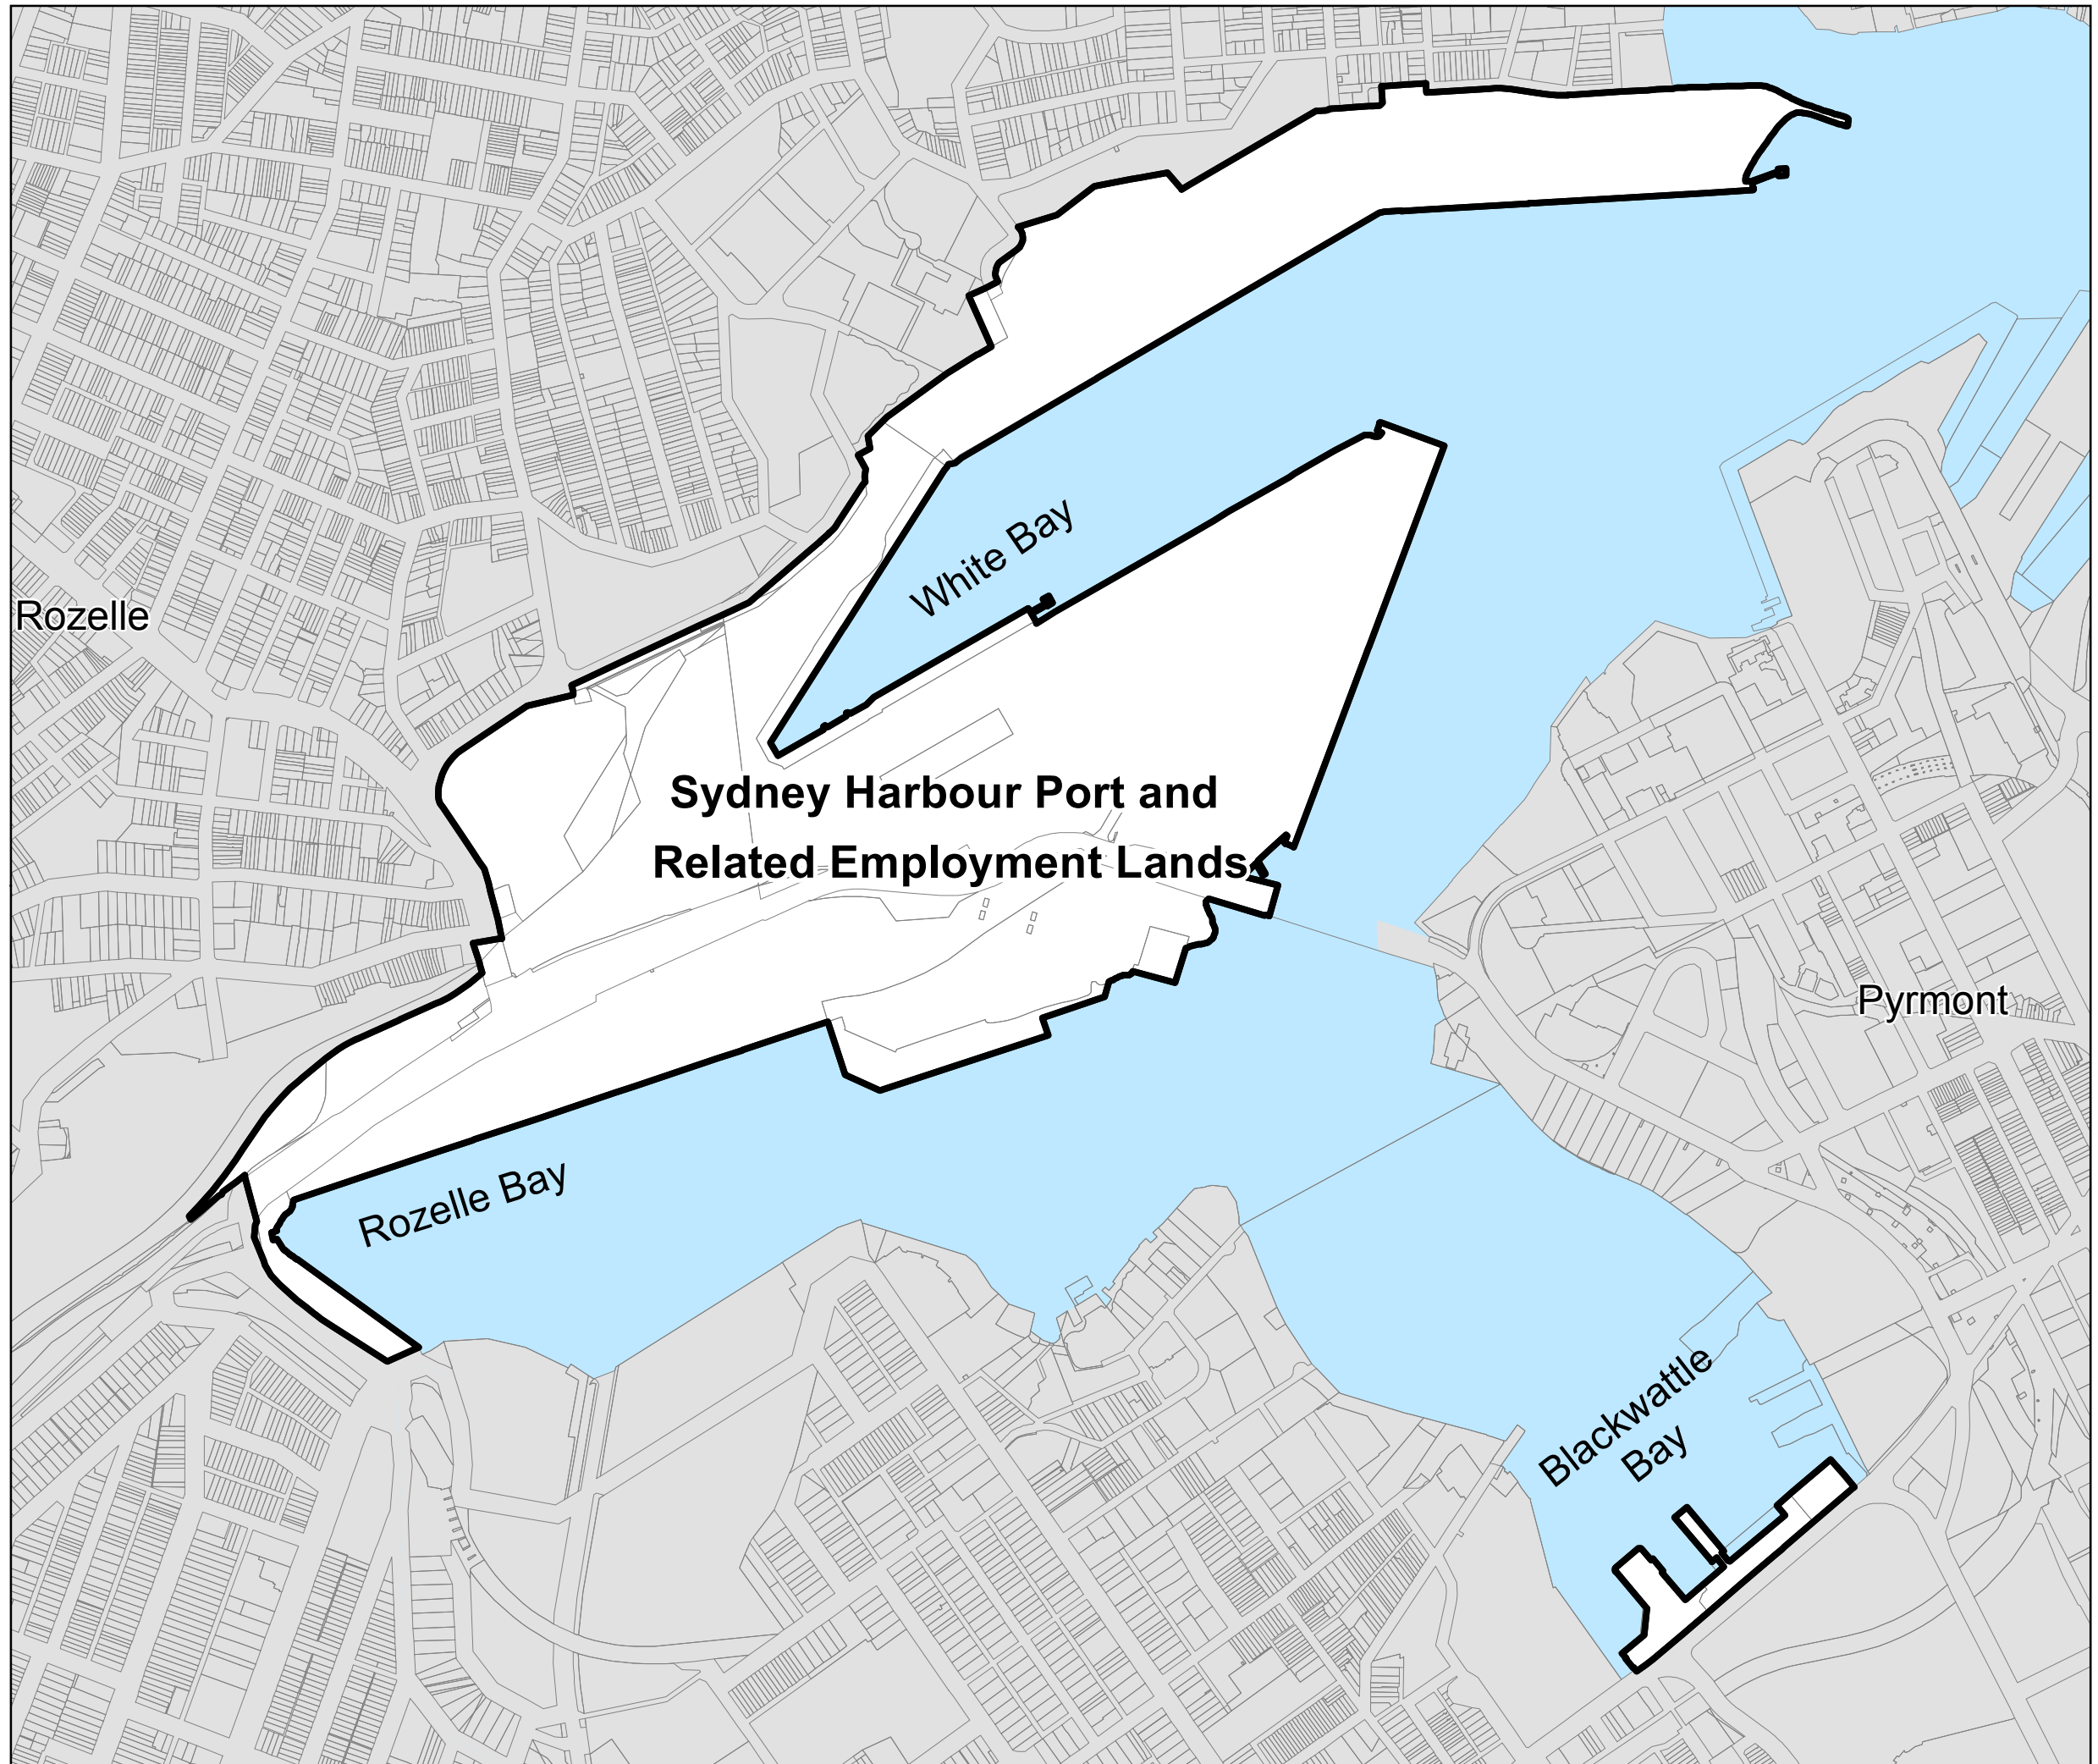 White Bay
Rozelle
Sydney Harbour Port and
Related Employment Lands
Pyrmont
Rozelle Bay
Blackwattle
Bay